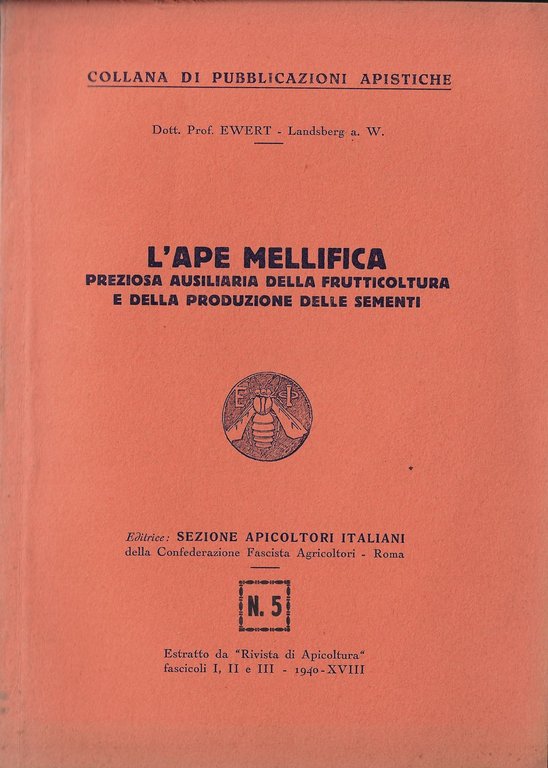 COLLANA DI PUBBLICAZIONI APISTICHE
Dott. Prof. EWERT - Landsberg a. W.
L'APE MELLIFICA
PREZIOSA AUSILIARIA DELLA FRUTTICOLTURA
E DELLA PRODUZIONE DELLE SEMENTI
E Φ
Editrice: SEZIONE APICOLTORI ITALIANI
della Confederazione Fascista Agricoltori - Roma
N. 5
Estratto da "Rivista di Apicoltura"
fascicoli I, II e III - 1940-XVIII